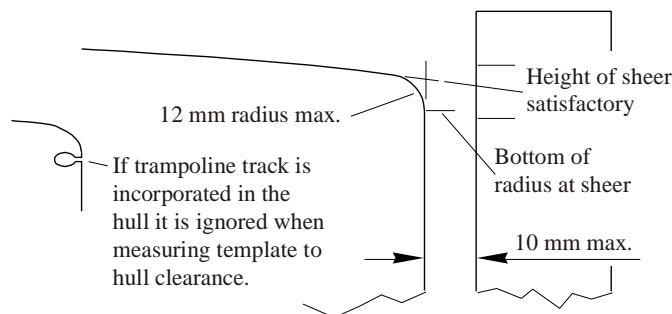 Height of sheer
satisfactory
12 mm radius max.
Bottom of
radius at sheer
If trampoline track is
incorporated in the
hull it is ignored when
measuring template to
hull clearance.
10 mm max.